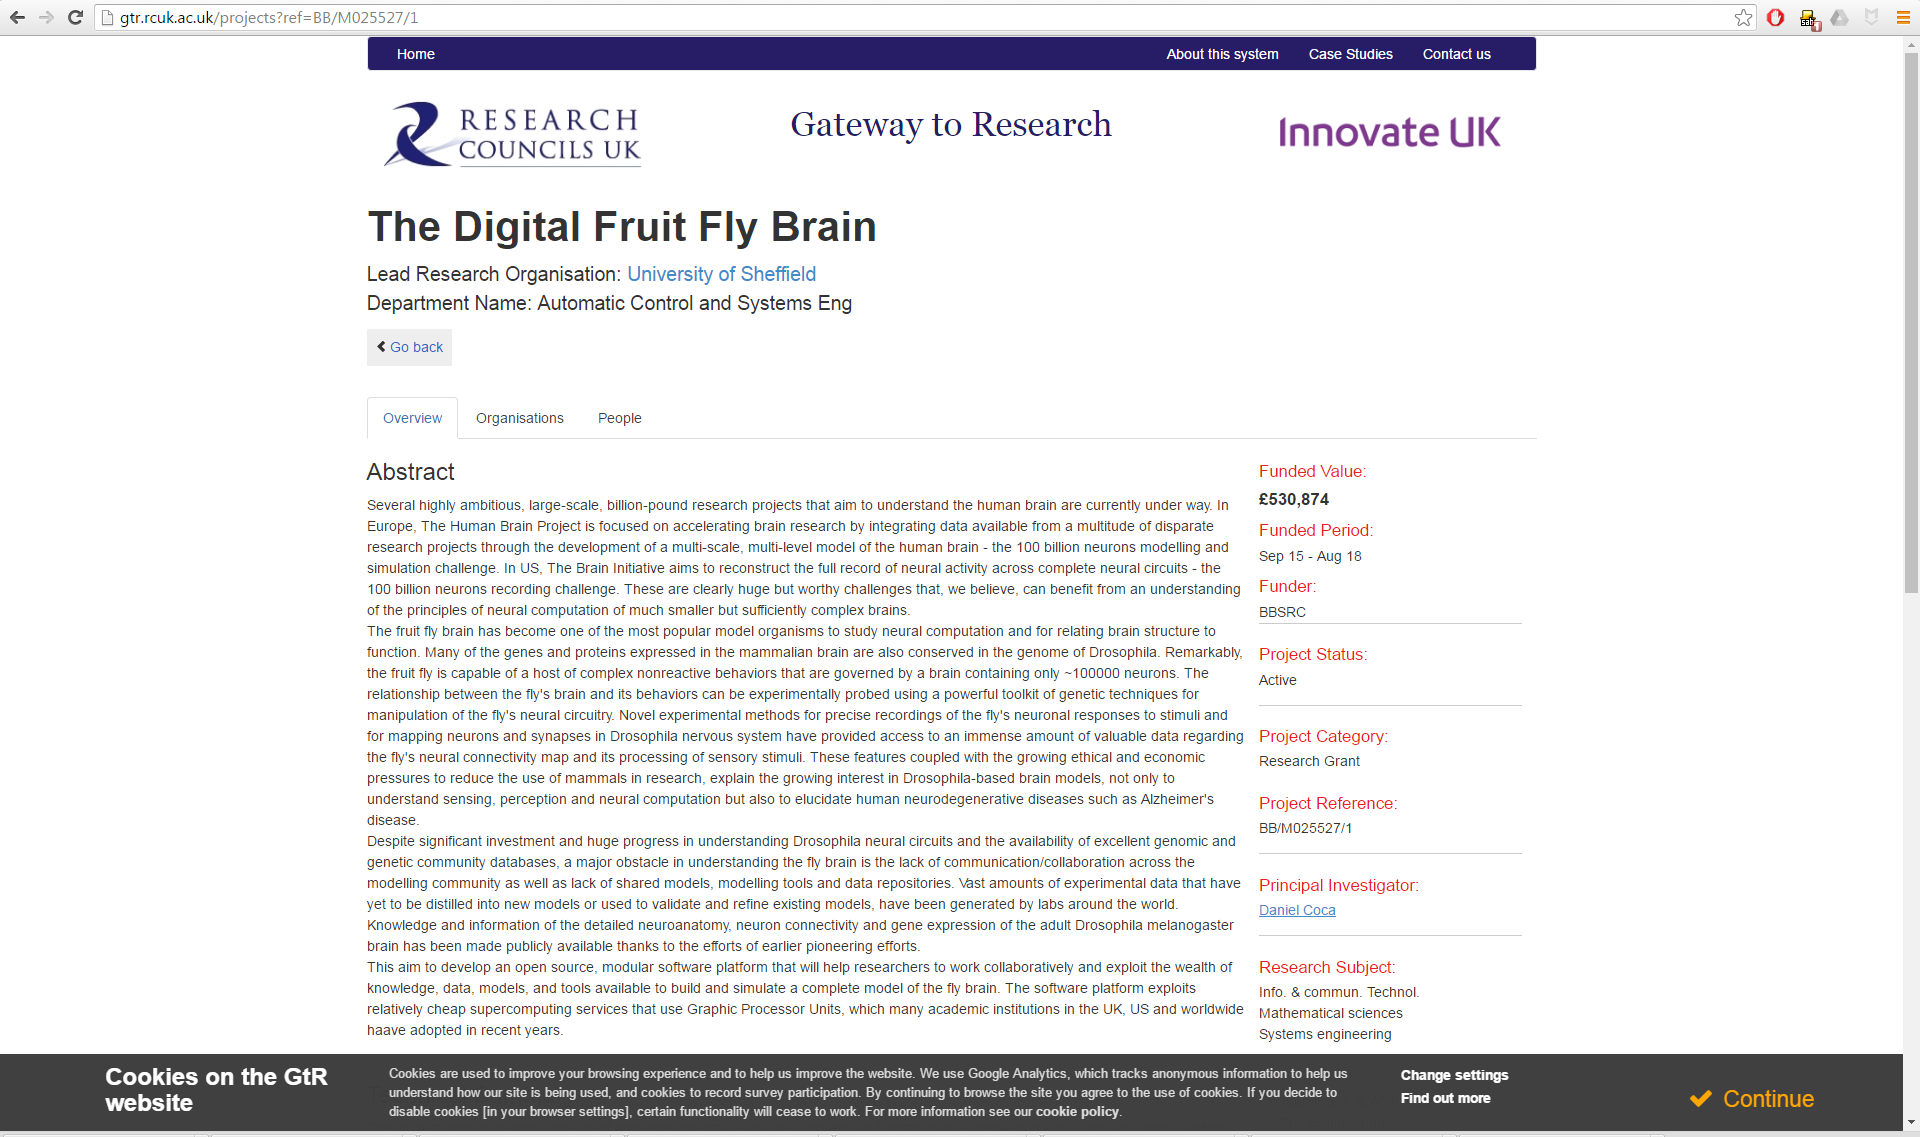 gtr.rcuk.ac.uk/projects?ref=BB/M025527/1
Home
About this system
Case Studies
Contact us
RESEARCH
COUNCILS UK
Gateway to Research
Innovate UK
The Digital Fruit Fly Brain
Lead Research Organisation: University of Sheffield
Department Name: Automatic Control and Systems Eng
Go back
Overview
Organisations
People
Abstract
Several highly ambitious, large-scale, billion-pound research projects that aim to understand the human brain are currently under way. In
Europe, The Human Brain Project is focused on accelerating brain research by integrating data available from a multitude of disparate
research projects through the development of a multi-scale, multi-level model of the human brain - the 100 billion neurons modelling and
simulation challenge. In US, The Brain Initiative aims to reconstruct the full record of neural activity across complete neural circuits - the
100 billion neurons recording challenge. These are clearly huge but worthy challenges that, we believe, can benefit from an understanding
of the principles of neural computation of much smaller but sufficiently complex brains.
The fruit fly brain has become one of the most popular model organisms to study neural computation and for relating brain structure to
function. Many of the genes and proteins expressed in the mammalian brain are also conserved in the genome of Drosophila. Remarkably,
the fruit fly is capable of a host of complex nonreactive behaviors that are governed by a brain containing only ~100000 neurons. The
relationship between the fly's brain and its behaviors can be experimentally probed using a powerful toolkit of genetic techniques for
manipulation of the fly's neural circuitry. Novel experimental methods for precise recordings of the fly's neuronal responses to stimuli and
for mapping neurons and synapses in Drosophila nervous system have provided access to an immense amount of valuable data regarding
the fly's neural connectivity map and its processing of sensory stimuli. These features coupled with the growing ethical and economic
pressures to reduce the use of mammals in research, explain the growing interest in Drosophila-based brain models, not only to
understand sensing, perception and neural computation but also to elucidate human neurodegenerative diseases such as Alzheimer's
disease.
Despite significant investment and huge progress in understanding Drosophila neural circuits and the availability of excellent genomic and
genetic community databases, a major obstacle in understanding the fly brain is the lack of communication/collaboration across the
modelling community as well as lack of shared models, modelling tools and data repositories. Vast amounts of experimental data that have
yet to be distilled into new models or used to validate and refine existing models, have been generated by labs around the world.
Knowledge and information of the detailed neuroanatomy, neuron connectivity and gene expression of the adult Drosophila melanogaster
brain has been made publicly available thanks to the efforts of earlier pioneering efforts.
This aim to develop an open source, modular software platform that will help researchers to work collaboratively and exploit the wealth of
knowledge, data, models, and tools available to build and simulate a complete model of the fly brain. The software platform exploits
relatively cheap supercomputing services that use Graphic Processor Units, which many academic institutions in the UK, US and worldwide
haave adopted in recent years.
Funded Value:
£530,874
Funded Period:
Sep 15 - Aug 18
Funder:
BBSRC
Project Status:
Active
Project Category:
Research Grant
Project Reference:
BB/M025527/1
Principal Investigator:
Daniel Coca
Research Subject:
Info. & commun. Technol.
Mathematical sciences
Systems engineering
Cookies on the GtR
website
Cookies are used to improve your browsing experience and to help us improve the website. We use Google Analytics, which tracks anonymous information to help us
understand how our site is being used, and cookies to record survey participation. By continuing to browse the site you agree to the use of cookies. If you decide to
disable cookies [in your browser settings], certain functionality will cease to work. For more information see our cookie policy.
Change settings
Find out more
Continue